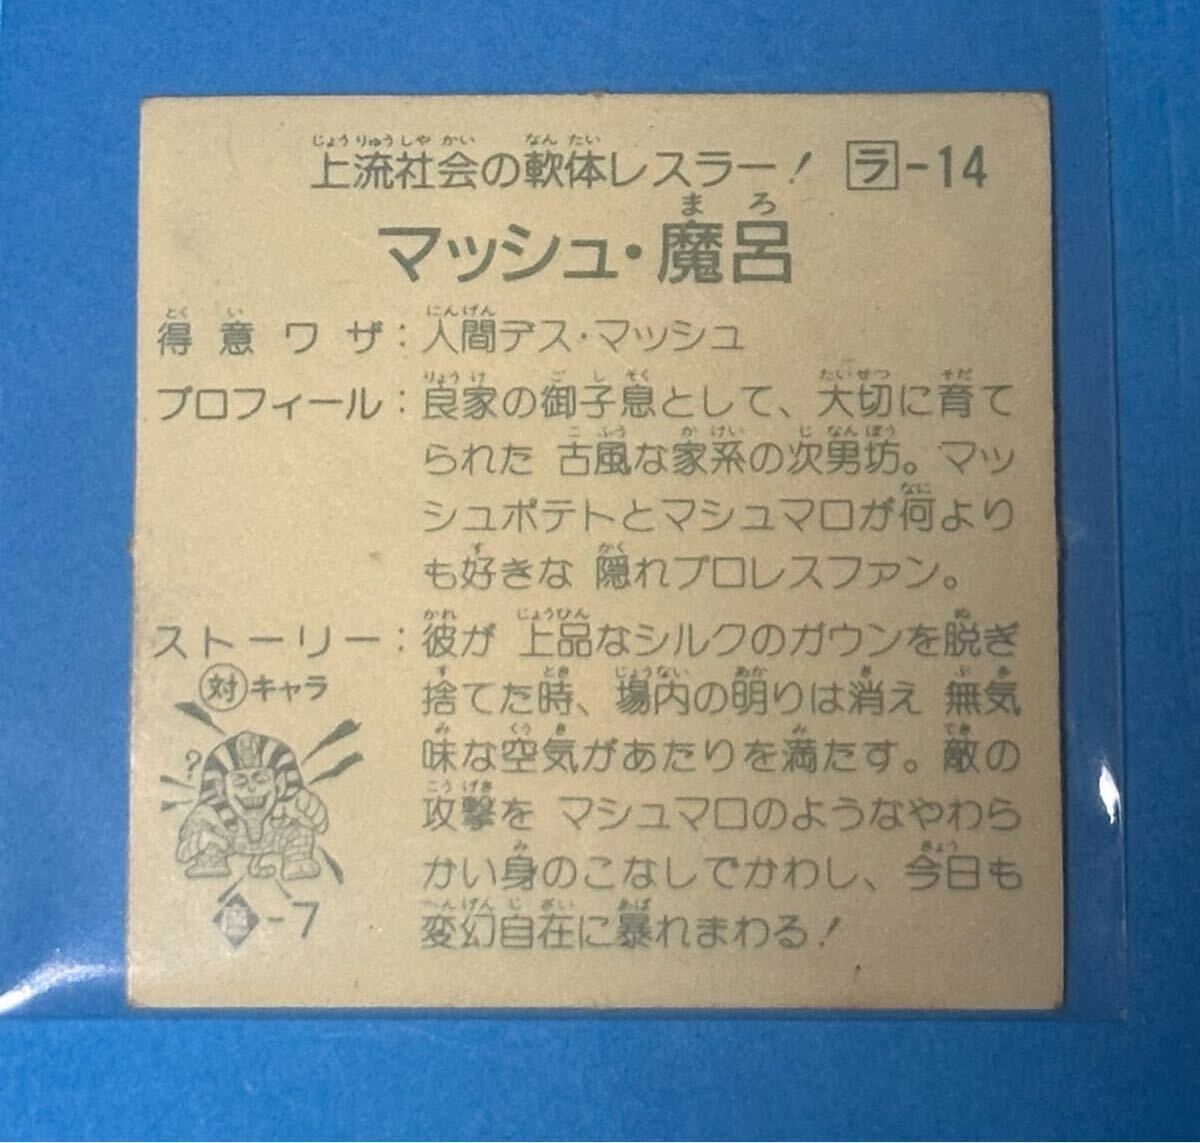 上流社会の軟体レスラー! ラ-14
マッシュ・魔呂
得意ワザ:人間デス・マッシュ
プロフィール:良家の御子息として、大切に育て
られた 古風な家系の次男坊。マッ
シュポテトとマシュマロが何より
も好きな 隠れプロレスファン。
ストーリー:彼が 上品なシルクのガウンを脱ぎ
捨てた時、場内の明りは消え 無気
味な空気があたりを満たす。敵の
攻撃を マシュマロのようなやわら
かい身のこなしでかわし、今日も
変幻自在に暴れまわる!
対キャラ
?
-7